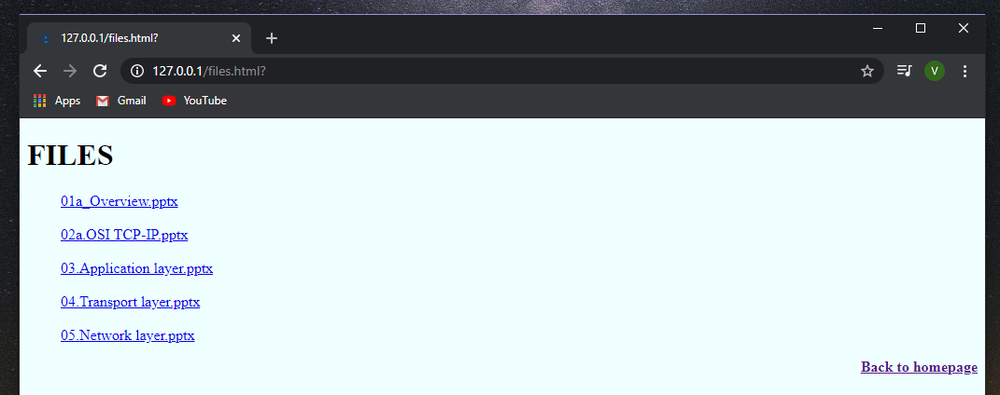 127.0.0.1/files.html?
127.0.0.1/files.html?
V
Apps
Gmail
YouTube
FILES
01a_Overview.pptx
02a.OSI TCP-IP.pptx
03.Application layer.pptx
04.Transport layer.pptx
05.Network layer.pptx
Back to homepage